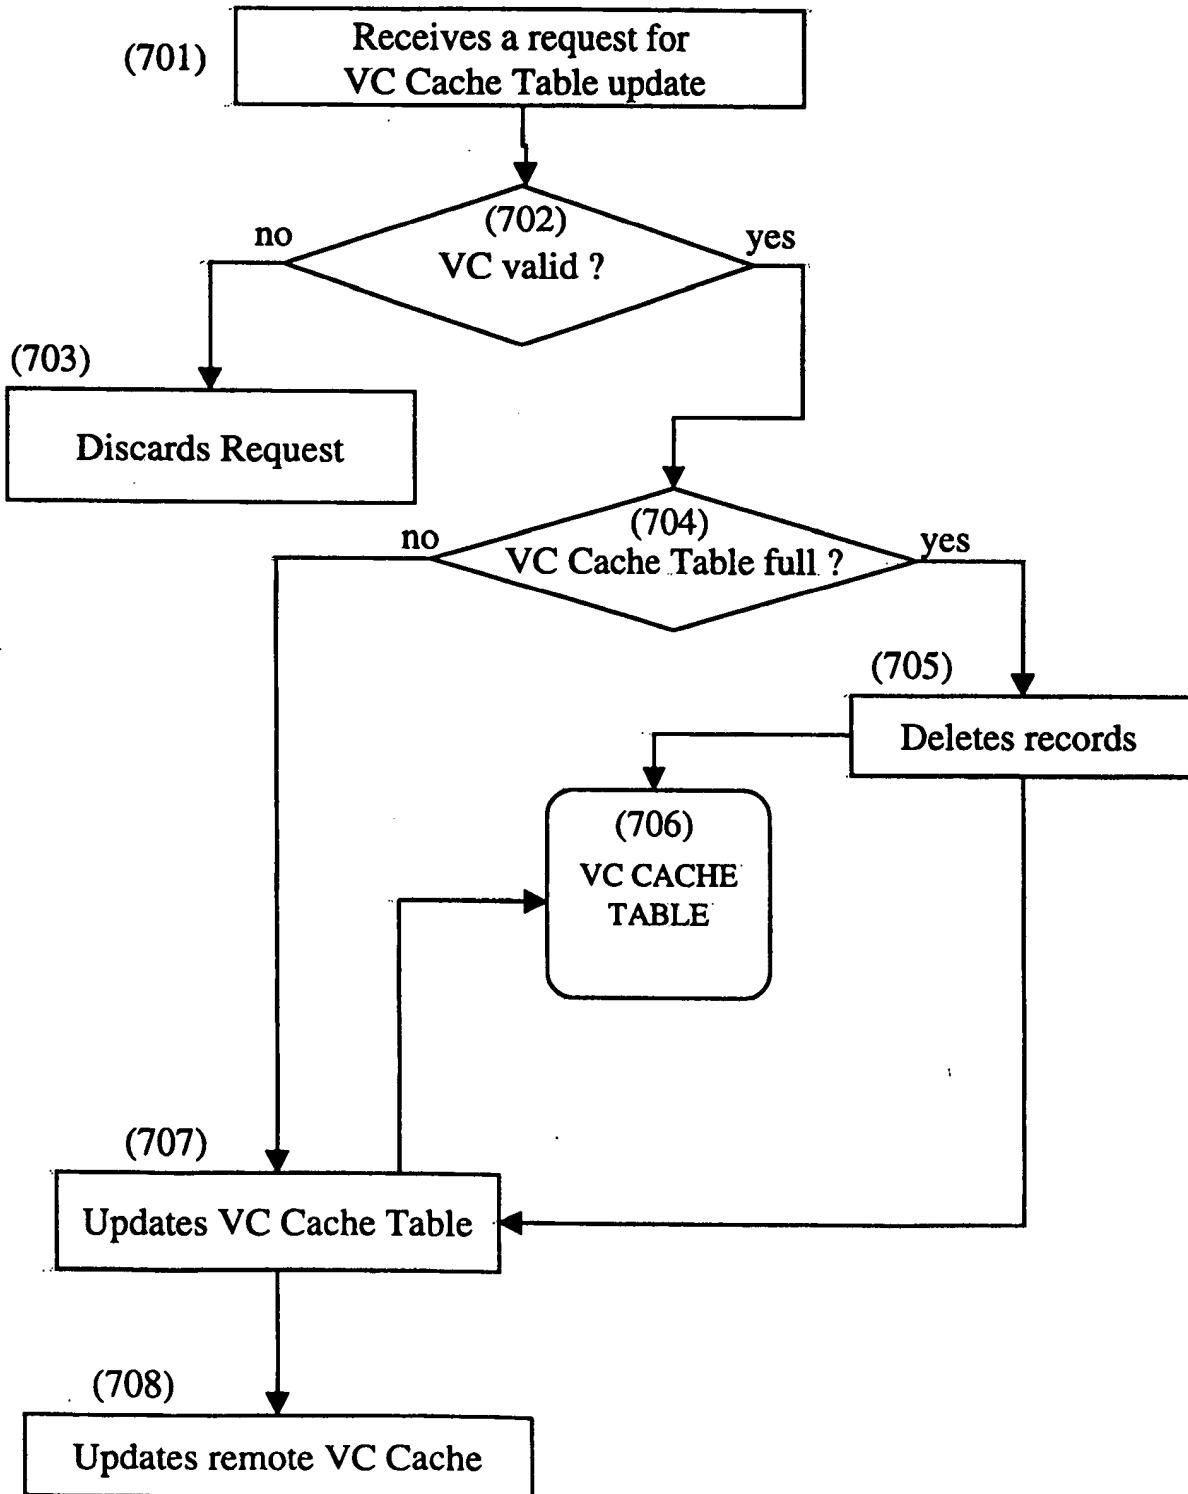 (701)
Receives a request for
VC Cache Table update
(702)
no
yes
VC valid ?
(703)
Discards Request
(704)
no
yes
VC Cache Table full ?
(705)
Deletes records
(706)
VC CACHE
TABLE
(707)
Updates VC Cache Table
(708)
Updates remote VC Cache